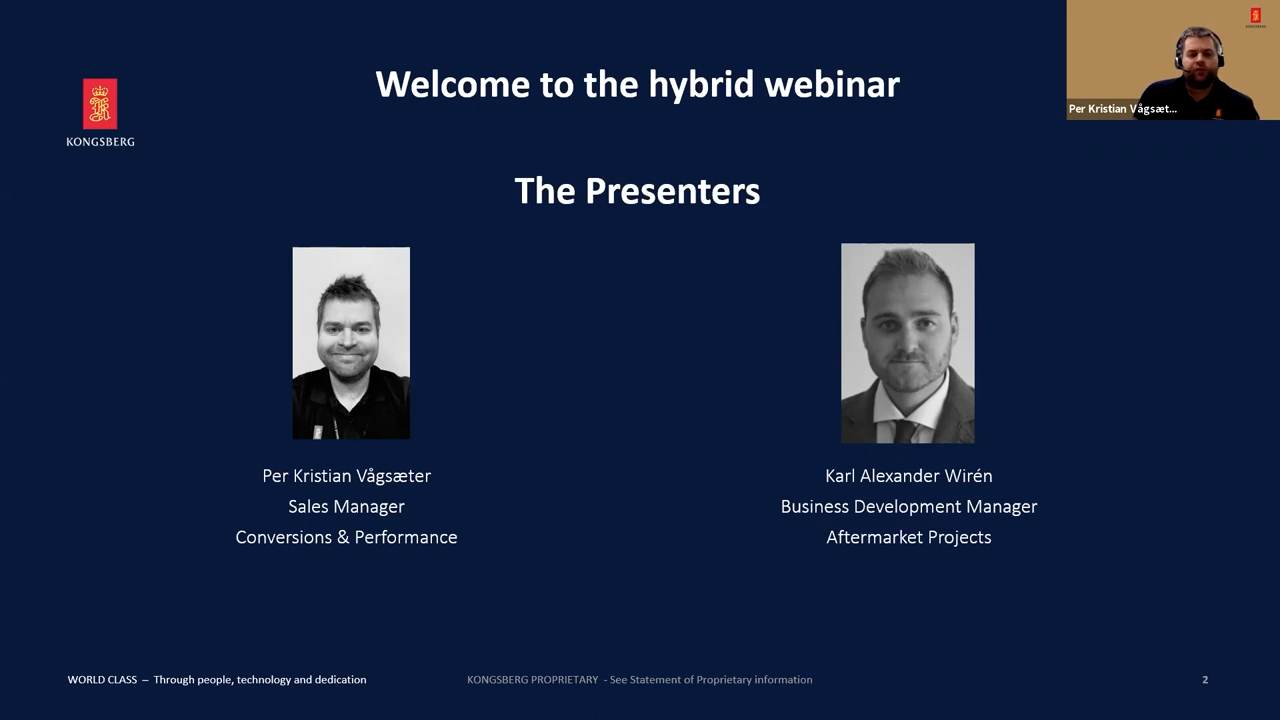 Welcome to the hybrid webinar
KONGSBERG
Per Kristian Vågsæt...
The Presenters
Per Kristian Vågsæter
Sales Manager
Conversions & Performance
Karl Alexander Wirén
Business Development Manager
Aftermarket Projects
WORLD CLASS – Through people, technology and dedication
KONGSBERG PROPRIETARY - See Statement of Proprietary information
2